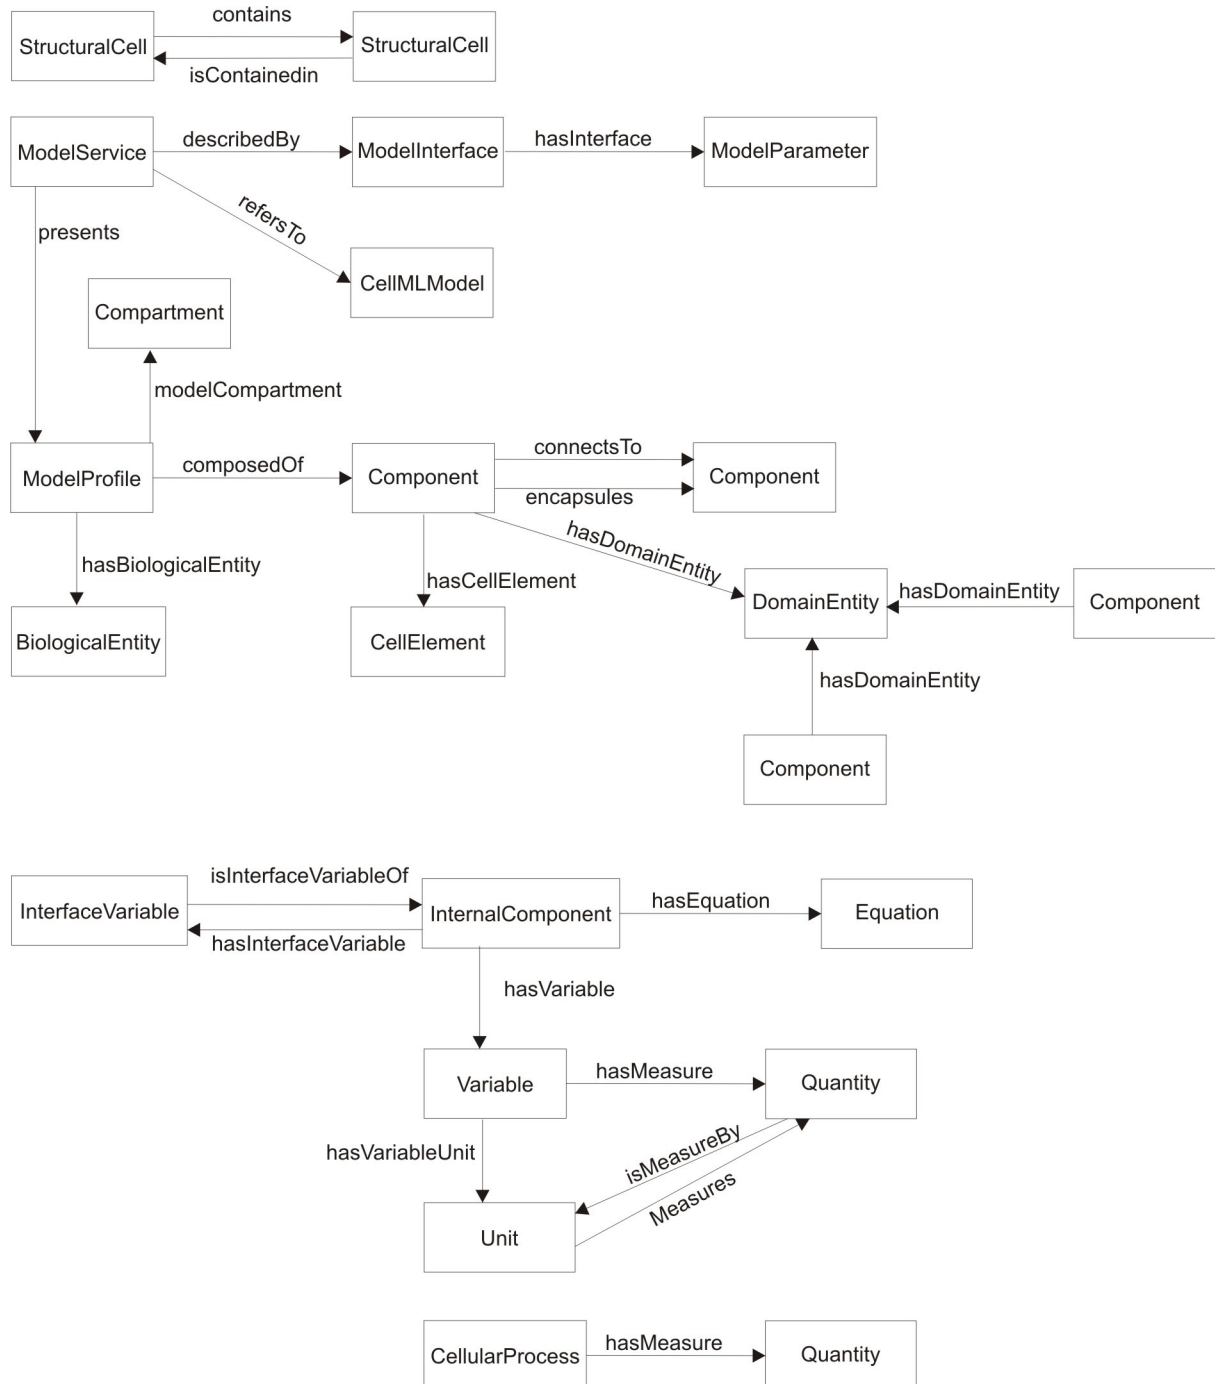 contains
StructuralCell
StructuralCell
isContainedin
ModelService
describedBy
ModelInterface
hasInterface
ModelParameter
refersTo
presents
CellMLModel
Compartment
modelCompartment
ModelProfile
composedOf
Component
connectsTo
encapsules
Component
hasDomainEntity
hasBiologicalEntity
hasCellElement
BiologicalEntity
CellElement
DomainEntity
hasDomainEntity
Component
hasDomainEntity
Component
InterfaceVariable
isInterfaceVariableOf
hasInterfaceVariable
InternalComponent
hasEquation
Equation
hasVariable
Variable
hasMeasure
Quantity
hasVariableUnit
isMeasureBy
Measures
Unit
CellularProcess
hasMeasure
Quantity